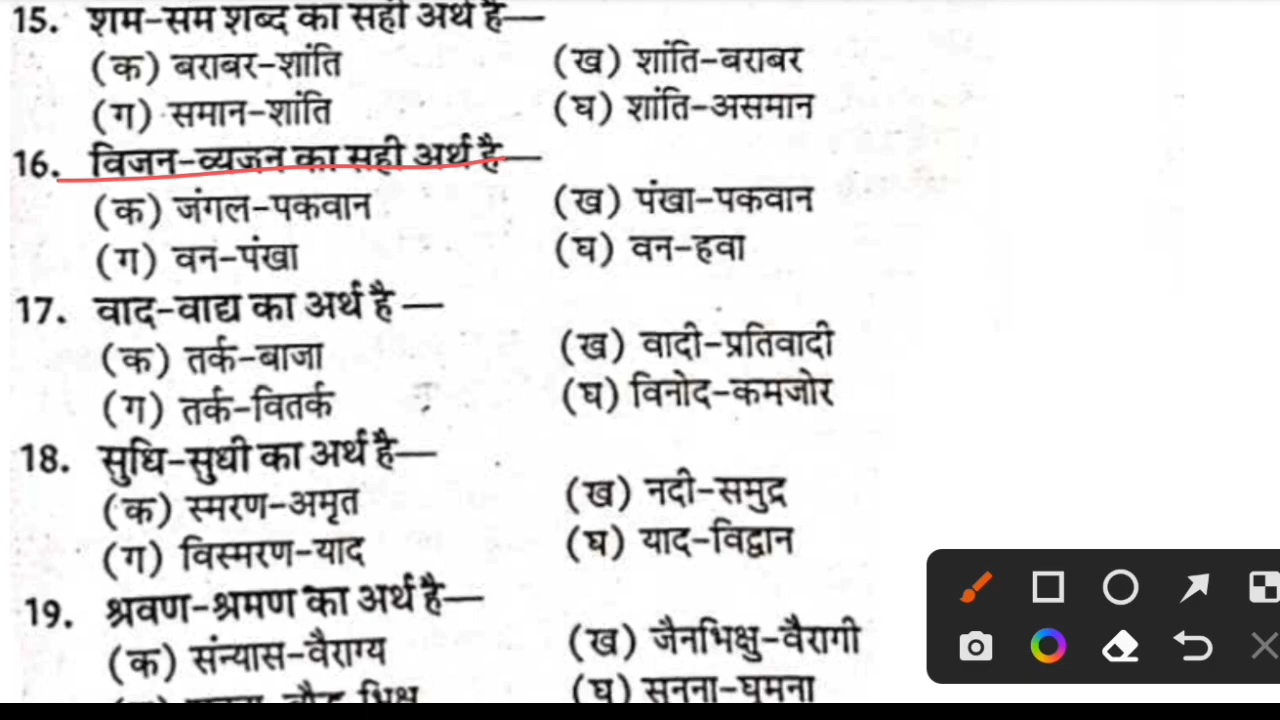 15. शम-सम शब्द का सही अर्थ है—
(क) बराबर-शांति (ख) शांति-बराबर
(ग) समान-शांति (घ) शांति-असमान
16. विजन-व्यजन का सही अर्थ है—
(क) जंगल-पकवान (ख) पंखा-पकवान
(ग) वन-पंखा (घ) वन-हवा
17. वाद-वाद्य का अर्थ है—
(क) तर्क-बाजा (ख) वादी-प्रतिवादी
(ग) तर्क-वितर्क (घ) विनोद-कमजोर
18. सुधि-सुधी का अर्थ है—
(क) स्मरण-अमृत (ख) नदी-समुद्र
(ग) विस्मरण-याद (घ) याद-विद्वान
19. श्रवण-श्रमण का अर्थ है—
(क) संन्यास-वैराग्य (ख) जैनभिक्षु-वैरागी
(घ) सुनना-घूमना